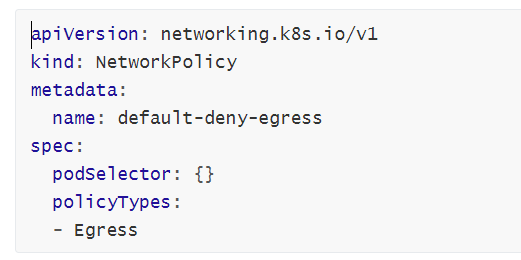 apiVersion: networking.k8s.io/v1
kind: NetworkPolicy
metadata:
  name: default-deny-egress
spec:
  podSelector: {}
  policyTypes:
  - Egress